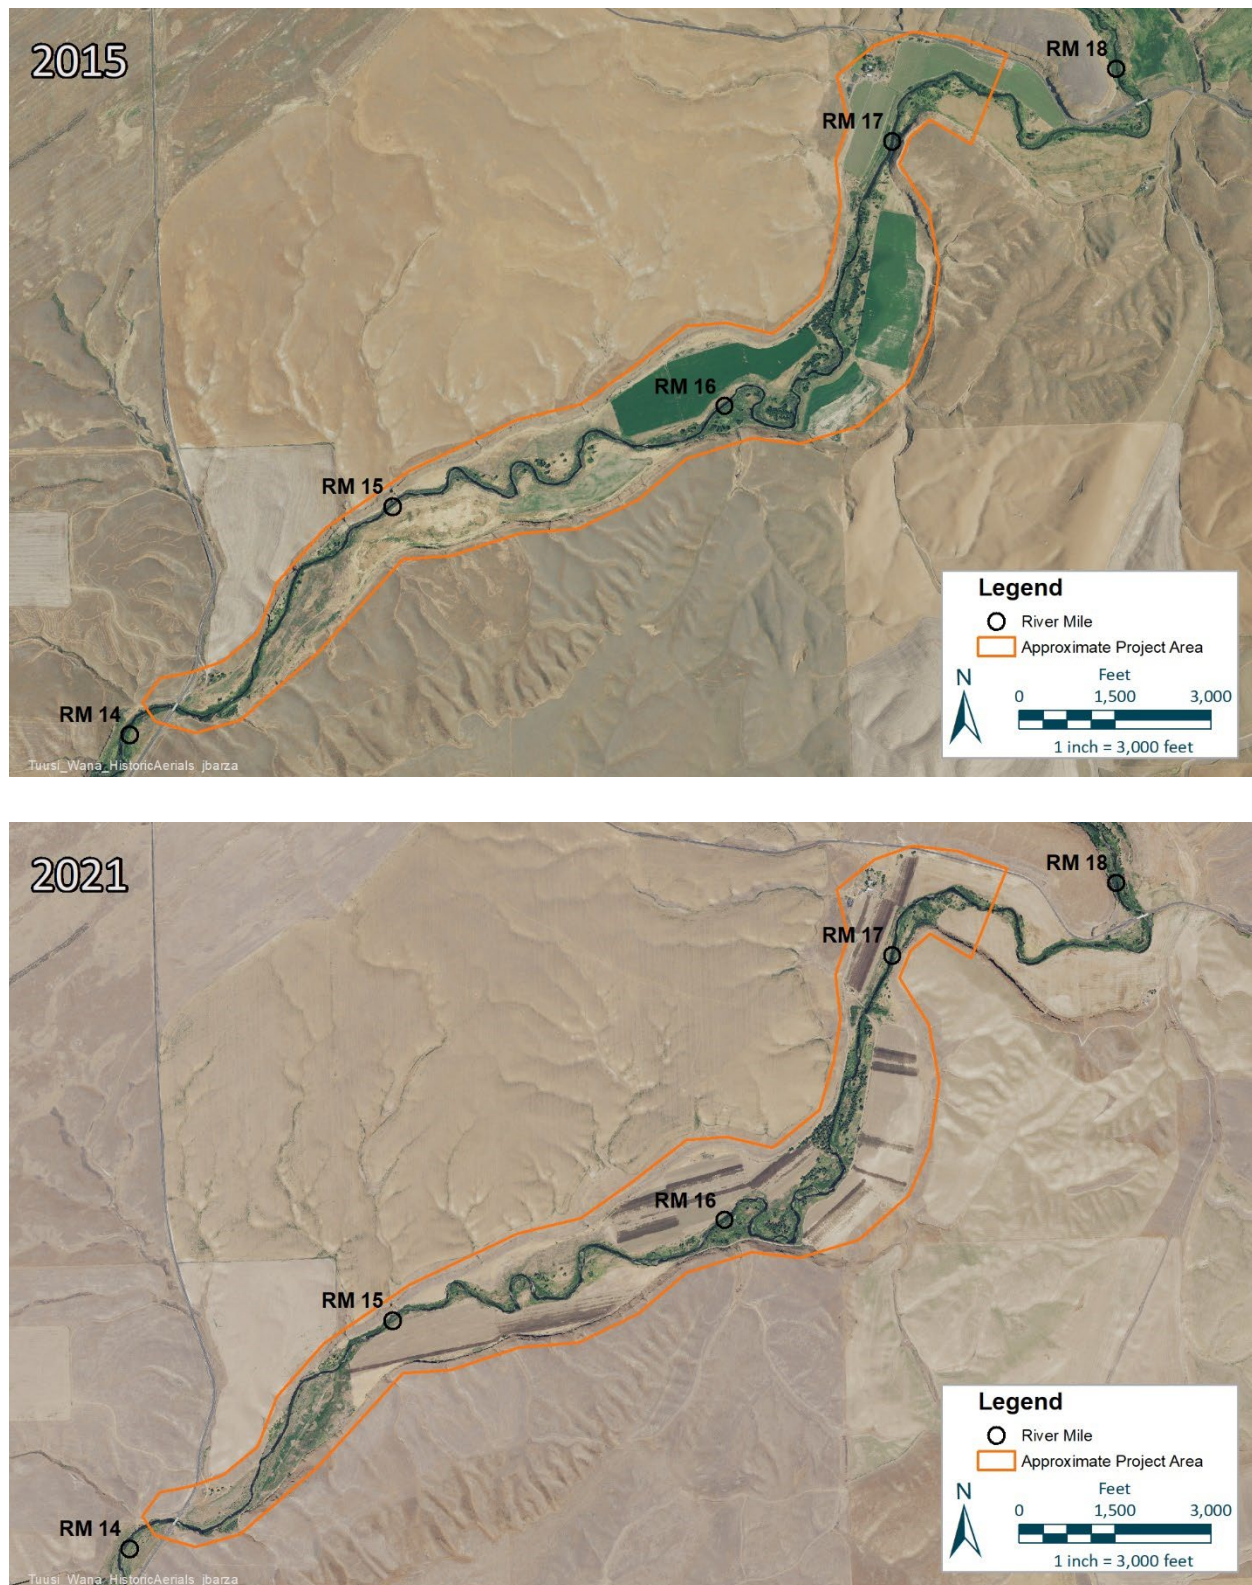 2015
RM 18
RM 17
RM 16
RM 15
RM 14
Legend
River Mile
Approximate Project Area
N
Feet
0 1,500 3,000
1 inch = 3,000 feet
Tuusi_Wana_HistoricAerials jbarza
2021
RM 18
RM 17
RM 16
RM 15
RM 14
Legend
River Mile
Approximate Project Area
N
Feet
0 1,500 3,000
1 inch = 3,000 feet
Tuusi_Wana_HistoricAerials jbarza